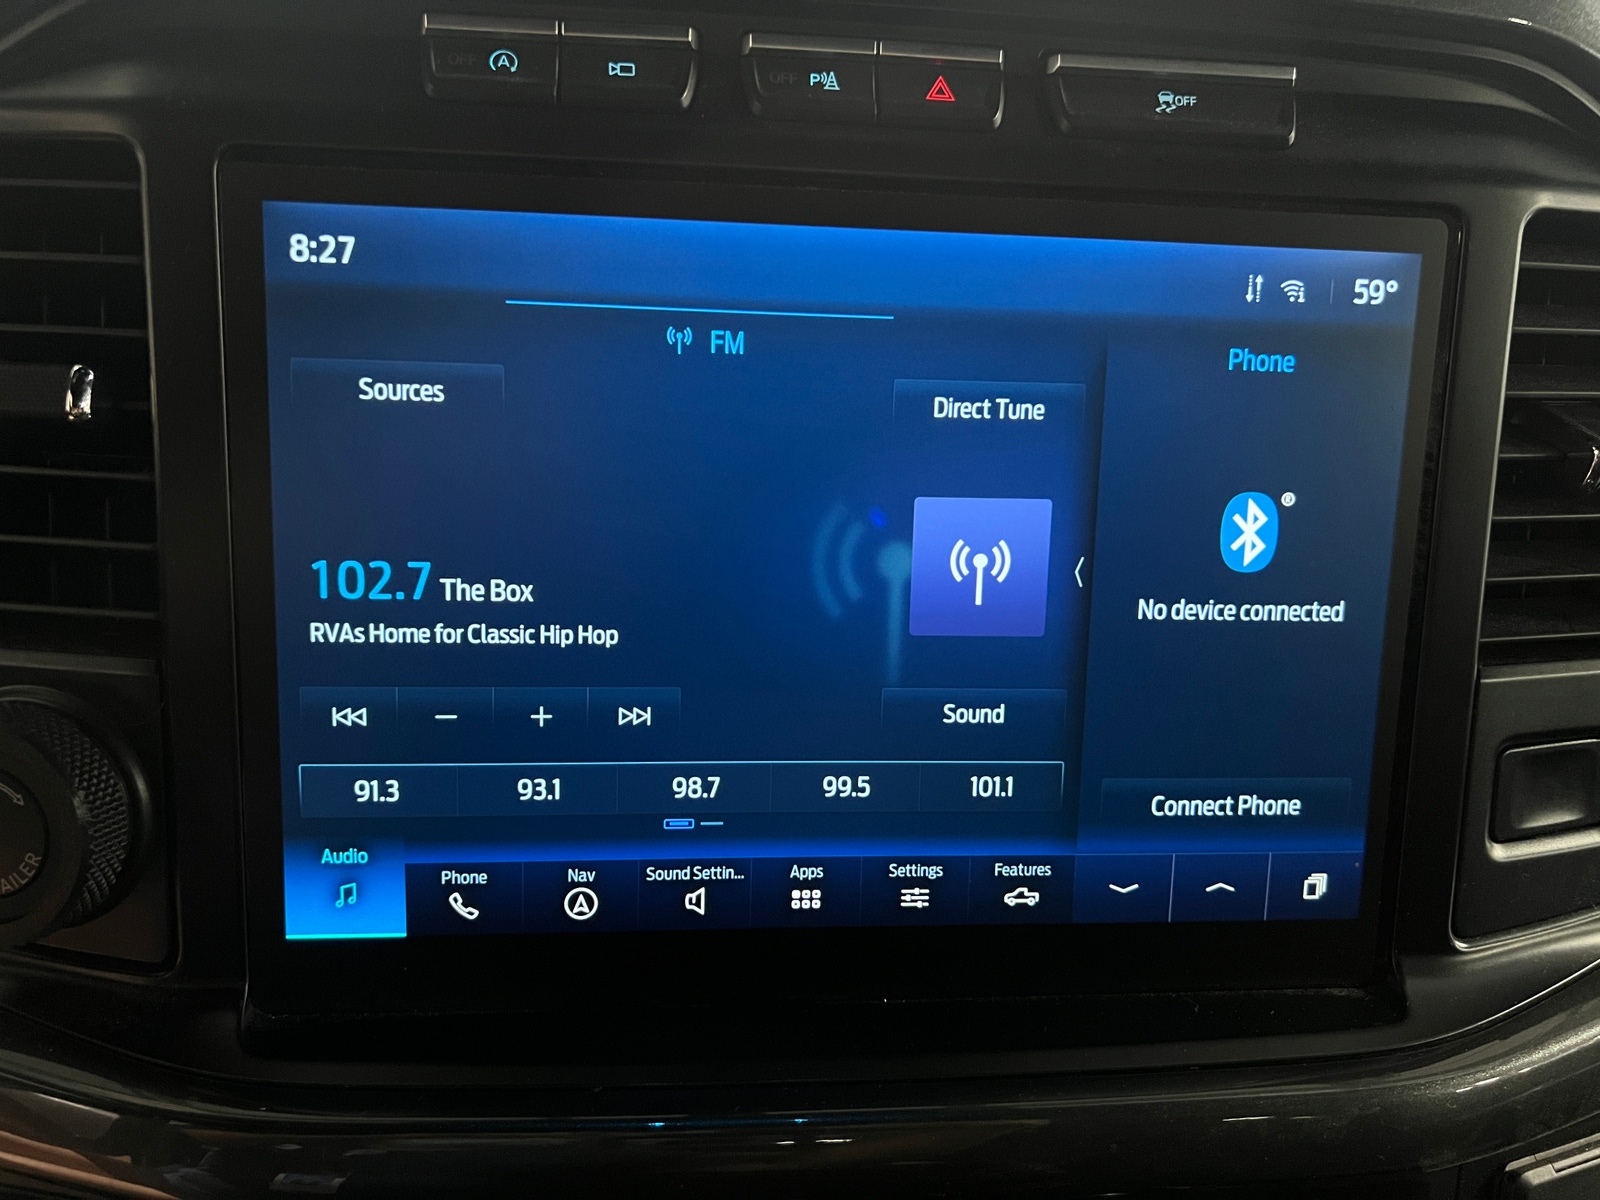 OFF A
OFF P
OFF
8:27
59°
FM
Phone
Sources
Direct Tune
®
102.7 The Box
No device connected
RVAs Home for Classic Hip Hop
Sound
91.3 93.1 98.7 99.5 101.1
Connect Phone
Audio
Phone
Nav
Sound Settin...
Apps
Settings
Features